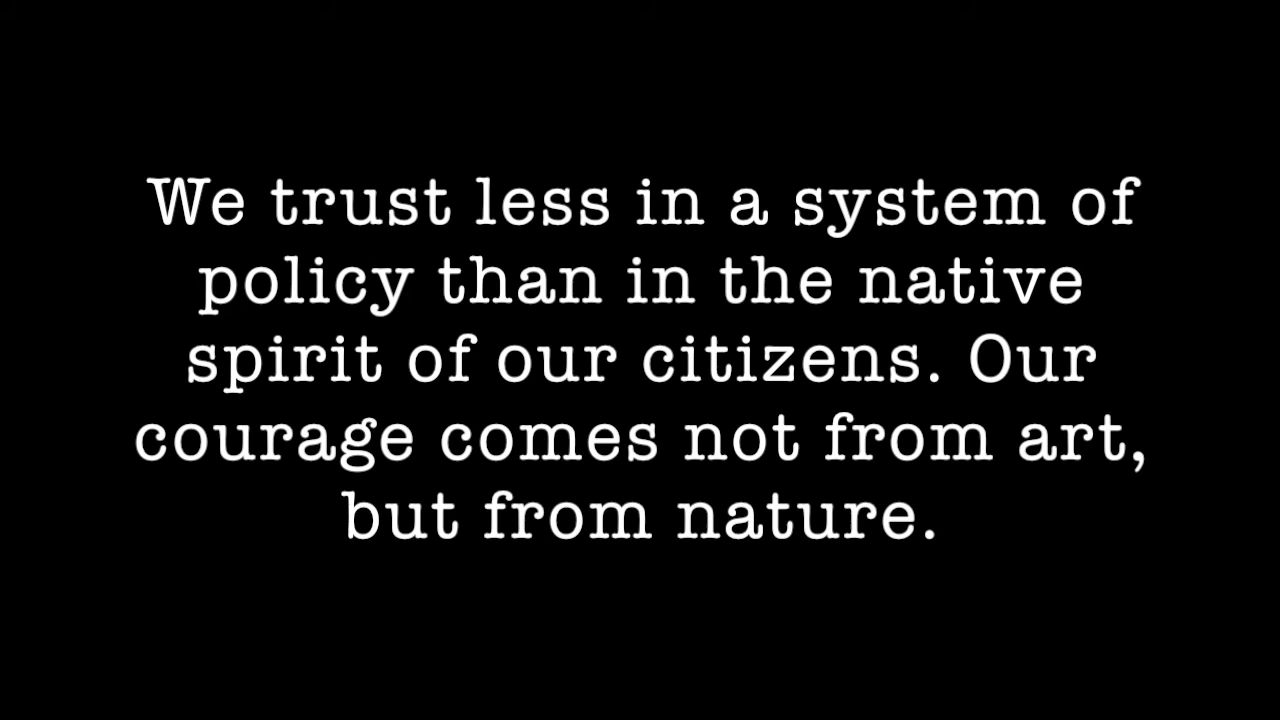 We trust less in a system of
policy than in the native
spirit of our citizens. Our
courage comes not from art,
but from nature.